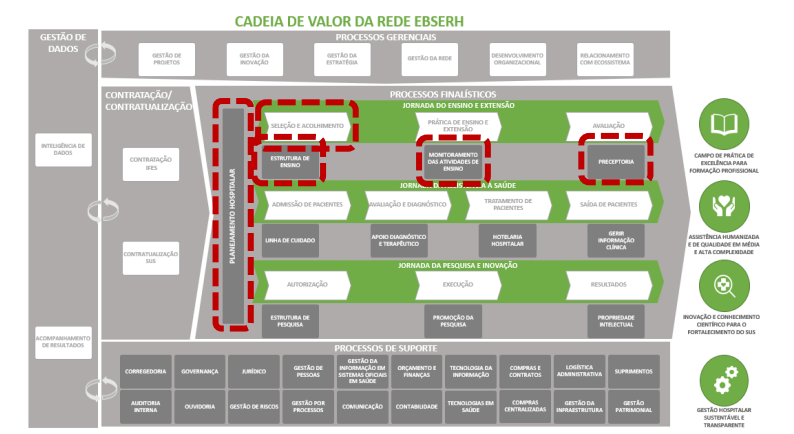 CADEIA DE VALOR DA REDE EBSERH
GESTÃO DE
DADOS
INTELIGÊNCIA DE
DADOS
ACOMPANHAMENTO
DE RESULTADOS
PROCESSOS GERENCIAIS
GESTÃO DE
PROJETOS
GESTÃO DA
INOVAÇÃO
GESTÃO DA
ESTRATÉGIA
GESTÃO DA REDE
DESENVOLVIMENTO
ORGANIZACIONAL
RELACIONAMENTO
COM ECOSSISTEMA
CONTRATAÇÃO/
CONTRATUALIZAÇÃO
CONTRATAÇÃO
IFES
CONTRATUALIZAÇÃO
SUS
PROCESSOS FINALÍSTICOS
PLANEJAMENTO HOSPITALAR
JORNADA DO ENSINO E EXTENSÃO
SELEÇÃO E ACOLHIMENTO
PRÁTICA DE ENSINO E
EXTENSÃO
AVALIAÇÃO
ESTRUTURA DE
ENSINO
MONITORAMENTO
DAS ATIVIDADES DE
ENSINO
PRECEPTORIA
JORNADA DA ASSISTÊNCIA À SAÚDE
ADMISSÃO DE PACIENTES
AVALIAÇÃO E DIAGNÓSTICO
TRATAMENTO DE
PACIENTES
SAÍDA DE PACIENTES
LINHA DE CUIDADO
APOIO DIAGNÓSTICO
E TERAPÊUTICO
HOTELARIA
HOSPITALAR
GERIR
INFORMAÇÃO
CLÍNICA
JORNADA DA PESQUISA E INOVAÇÃO
AUTORIZAÇÃO
EXECUÇÃO
RESULTADOS
ESTRUTURA DE
PESQUISA
PROMOÇÃO DA
PESQUISA
PROPRIEDADE
INTELECTUAL
PROCESSOS DE SUPORTE
CORREGEDORIA
GOVERNANÇA
JURÍDICO
GESTÃO DE
PESSOAS
GESTÃO DA
INFORMAÇÃO EM
SISTEMAS OFICIAIS
EM SAÚDE
ORÇAMENTO E
FINANÇAS
TECNOLOGIA DA
INFORMAÇÃO
COMPRAS E
CONTRATOS
LOGÍSTICA
ADMINISTRATIVA
SUPRIMENTOS
AUDITORIA
INTERNA
OUVIDORIA
GESTÃO DE RISCOS
GESTÃO POR
PROCESSOS
COMUNICAÇÃO
CONTABILIDADE
TECNOLOGIAS EM
SAÚDE
COMPRAS
CENTRALIZADAS
GESTÃO DA
INFRAESTRUTURA
GESTÃO
PATRIMONIAL
CAMPO DE PRÁTICA DE
EXCELÊNCIA PARA
FORMAÇÃO PROFISSIONAL
ASSISTÊNCIA HUMANIZADA
E DE QUALIDADE EM MÉDIA
E ALTA COMPLEXIDADE
INOVAÇÃO E CONHECIMENTO
CIENTÍFICO PARA O
FORTALECIMENTO DO SUS
GESTÃO HOSPITALAR
SUSTENTÁVEL E
TRANSPARENTE